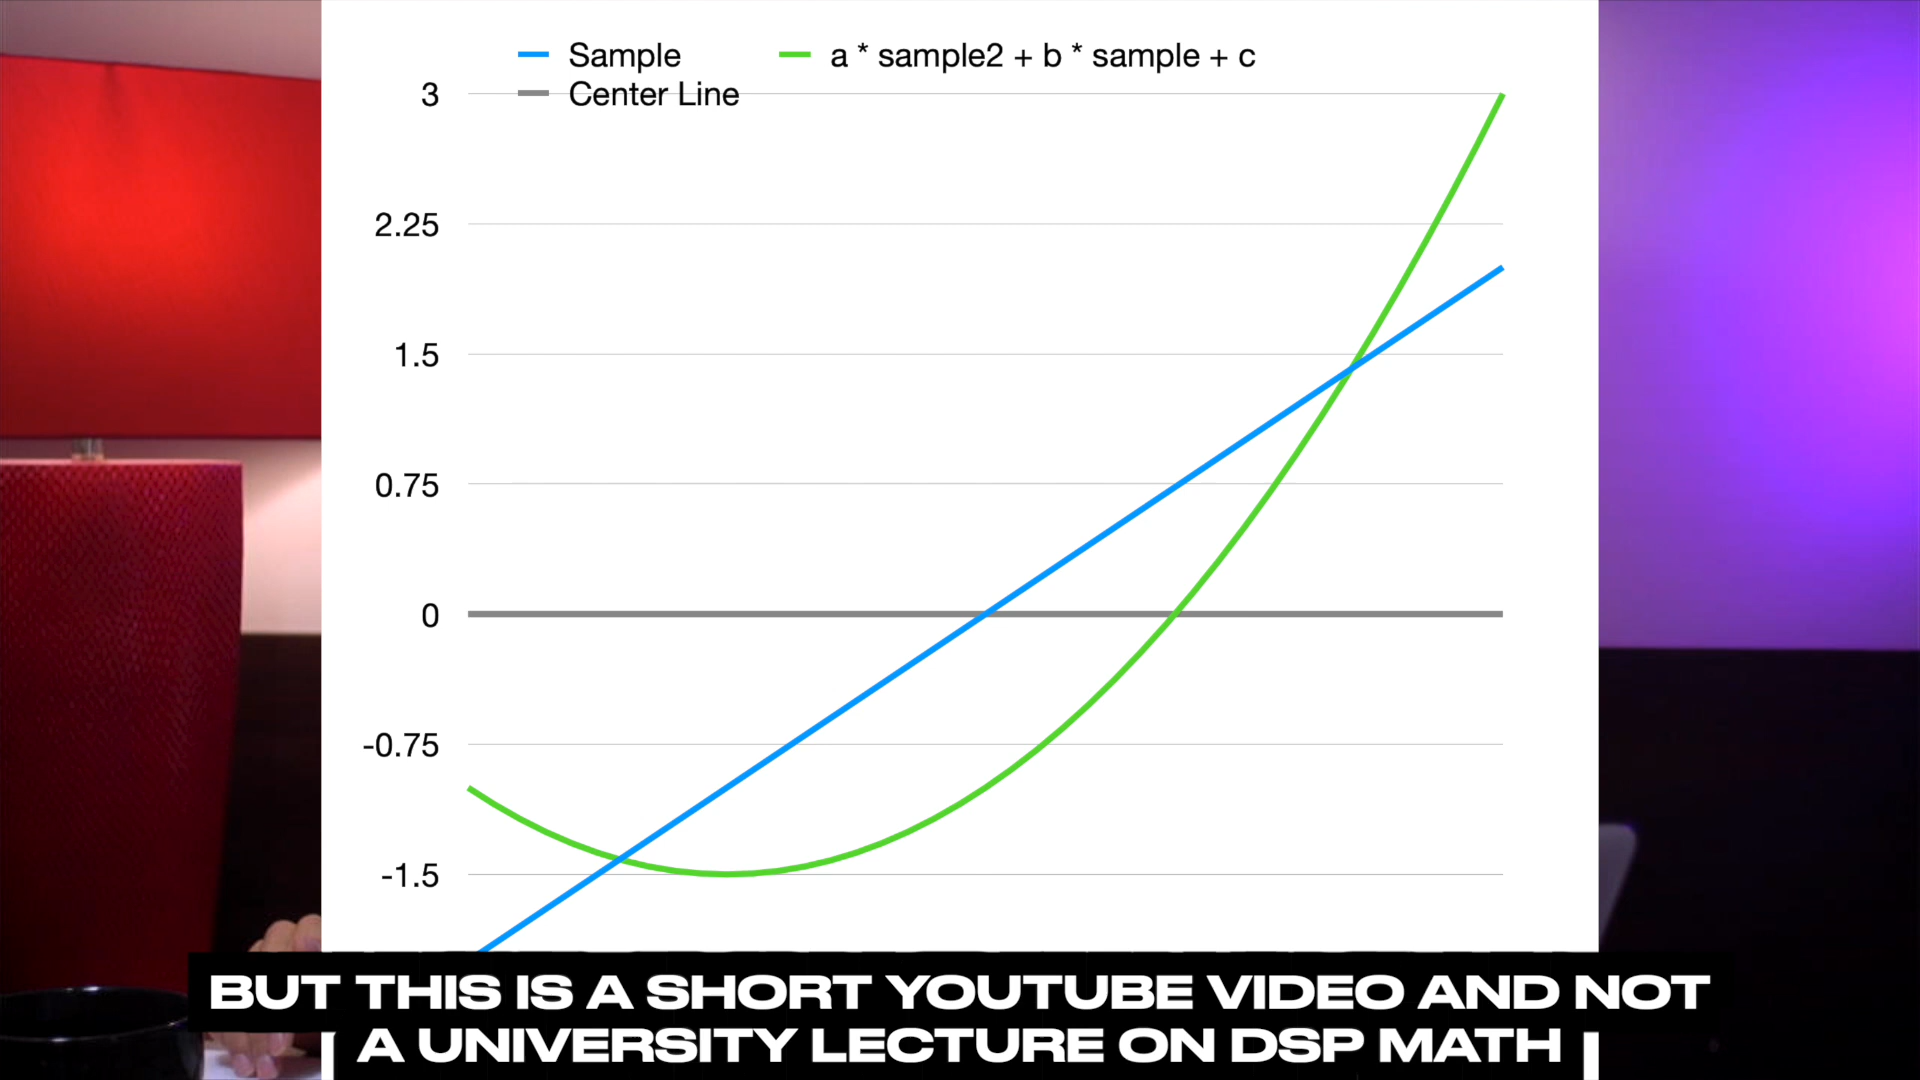 Sample
a * sample2 + b * sample + c
Center Line
3
2.25
1.5
0.75
0
-0.75
-1.5
BUT THIS IS A SHORT YOUTUBE VIDEO AND NOT
A UNIVERSITY LECTURE ON DSP MATH